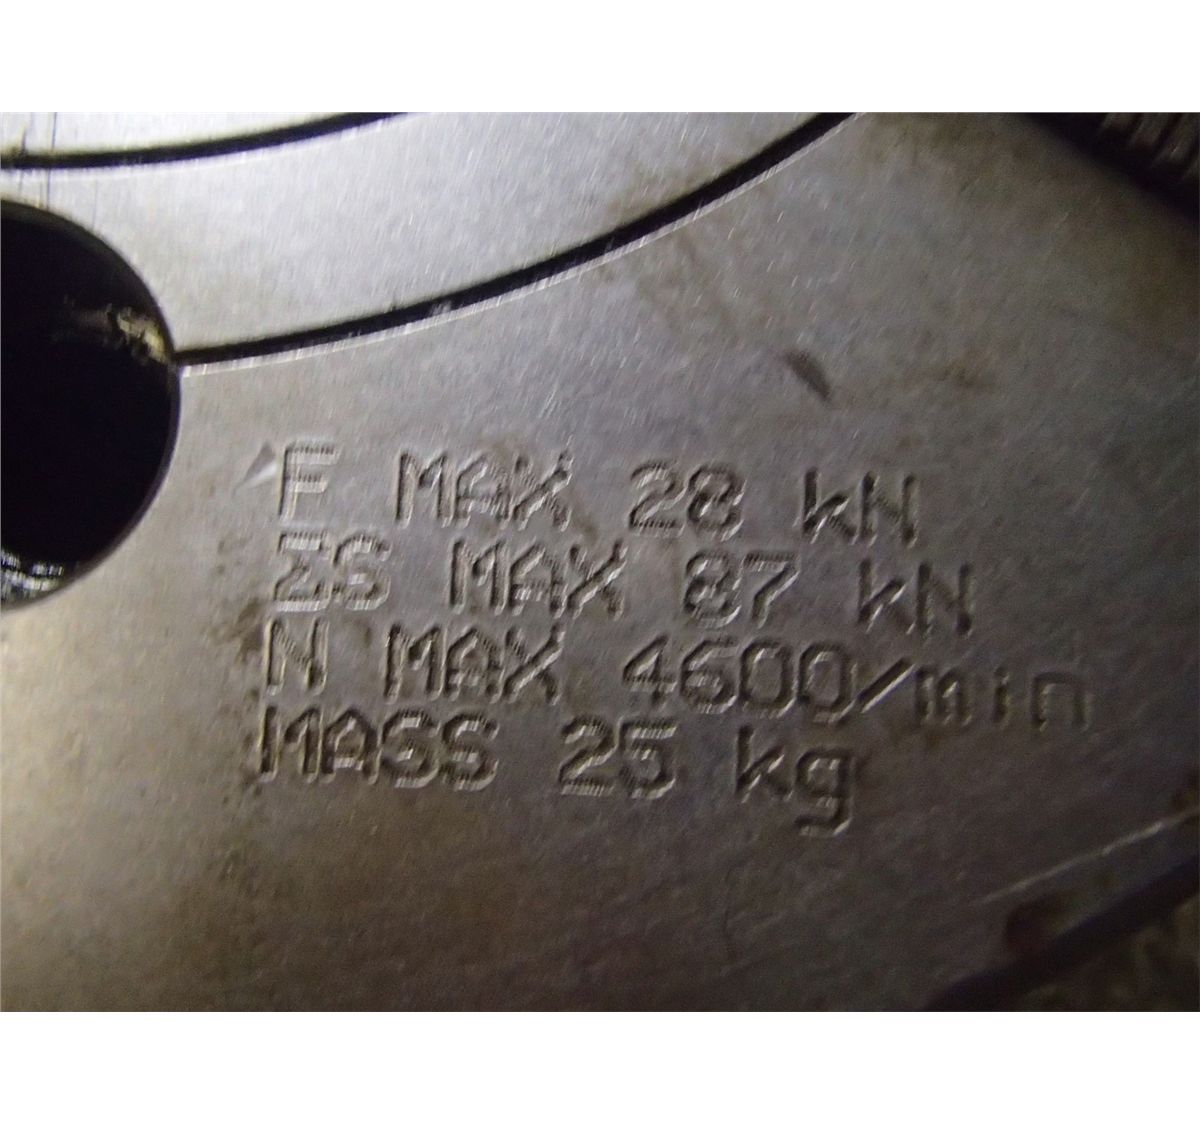 F MAX 28 kN
ΣS MAX 87 kN
N MAX 4600/min
MASS 25 kg